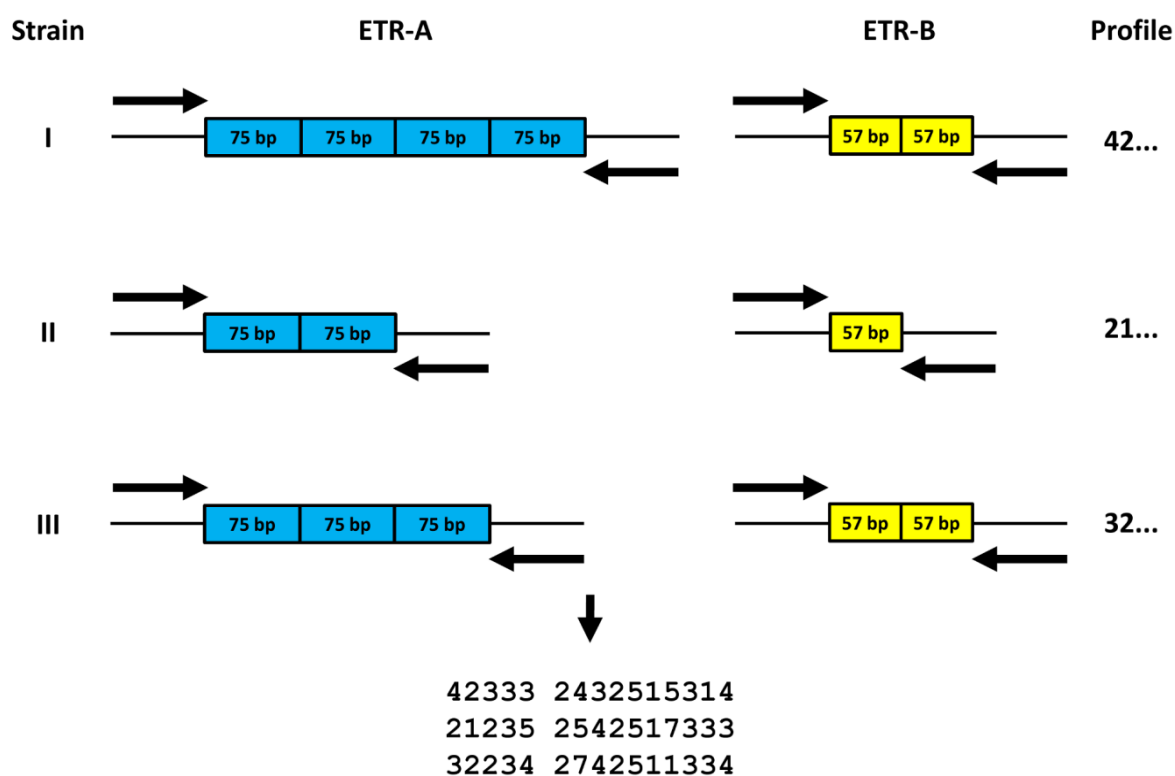 Strain ETR-A ETR-B Profile
I 75 bp 75 bp 75 bp 75 bp 57 bp 57 bp 42...
II 75 bp 75 bp 57 bp 21...
III 75 bp 75 bp 75 bp 57 bp 57 bp 32...
42333 2432515314
21235 2542517333
32234 2742511334